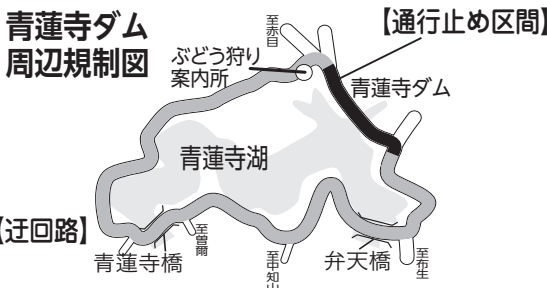 青蓮寺ダム
周辺規制図
【通行止め区間】
至赤目
ぶどう狩り
案内所
青蓮寺ダム
青蓮寺湖
【迂回路】
青蓮寺橋
至曽爾
至中知山
弁天橋
至布生